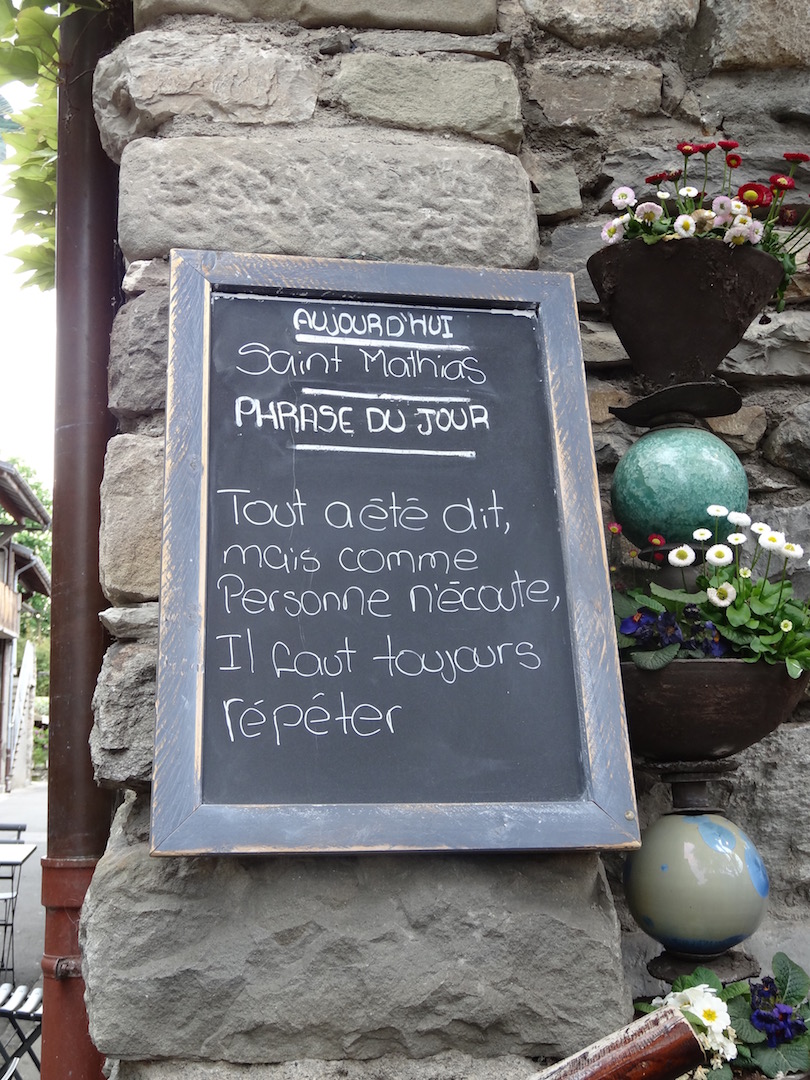 AUJOURD'HUI
Saint Mathias
PHRASE DU JOUR
Tout a été dit,
mais comme
Personne n'écoute,
Il faut toujours
répéter